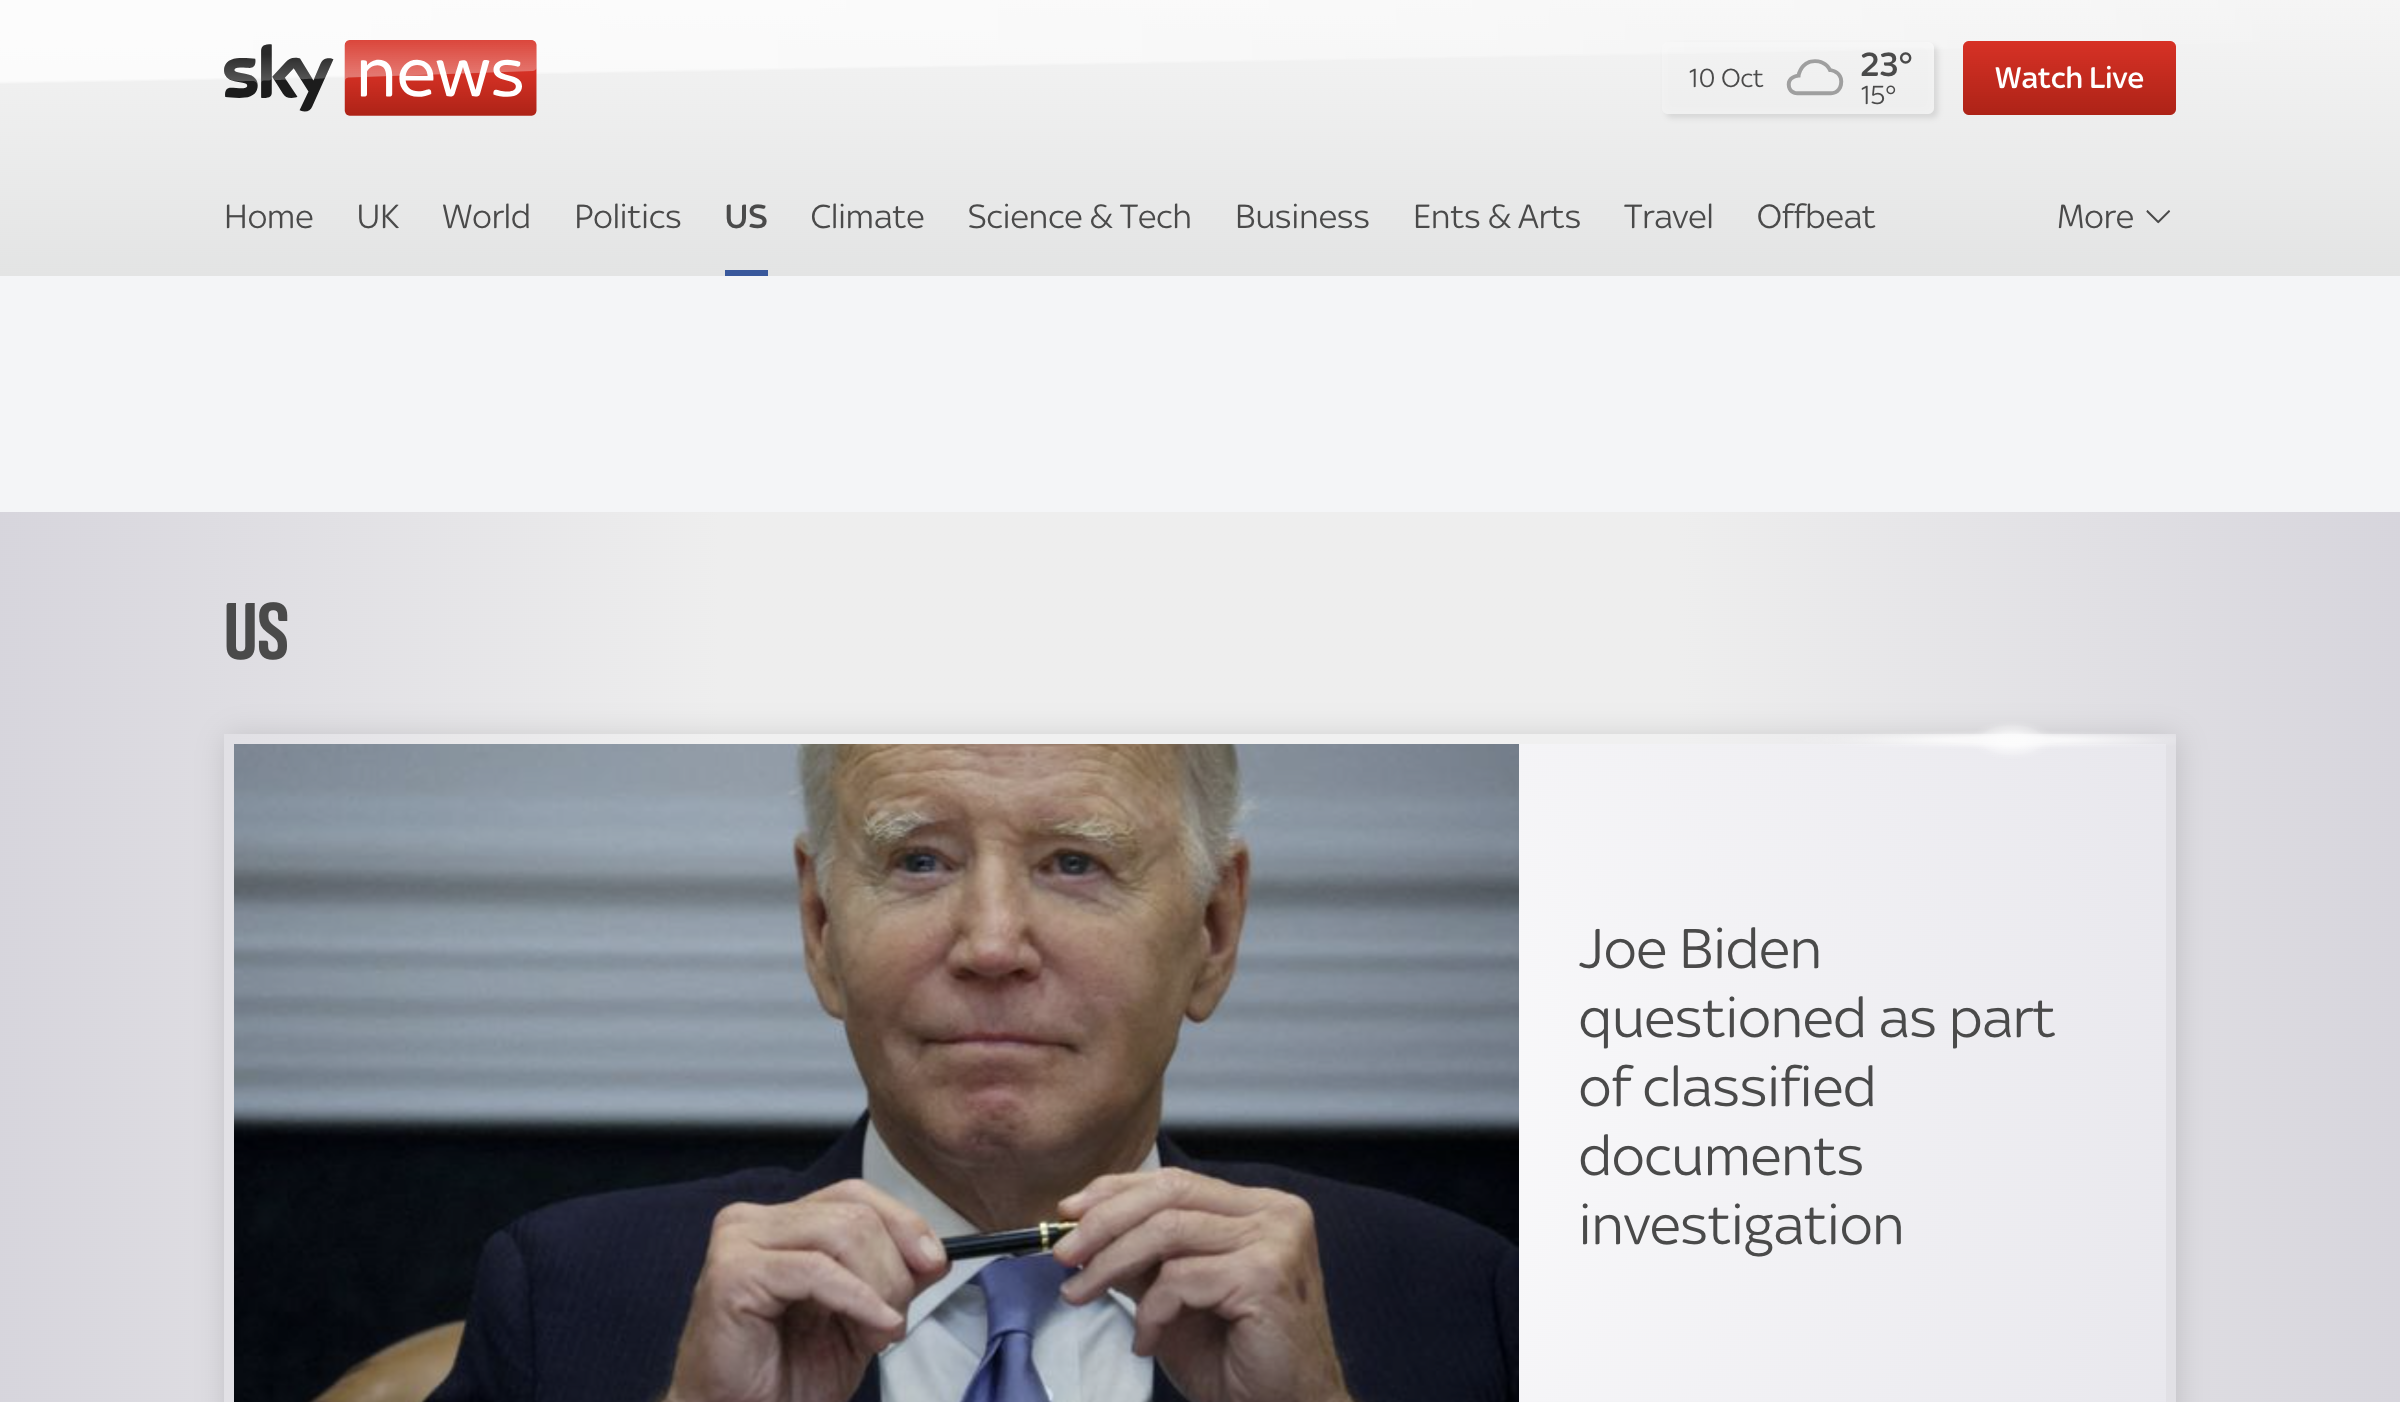 sky news
10 Oct 23° 15°
Watch Live
Home UK World Politics US Climate Science & Tech Business Ents & Arts Travel Offbeat More
US
Joe Biden
questioned as part
of classified
documents
investigation